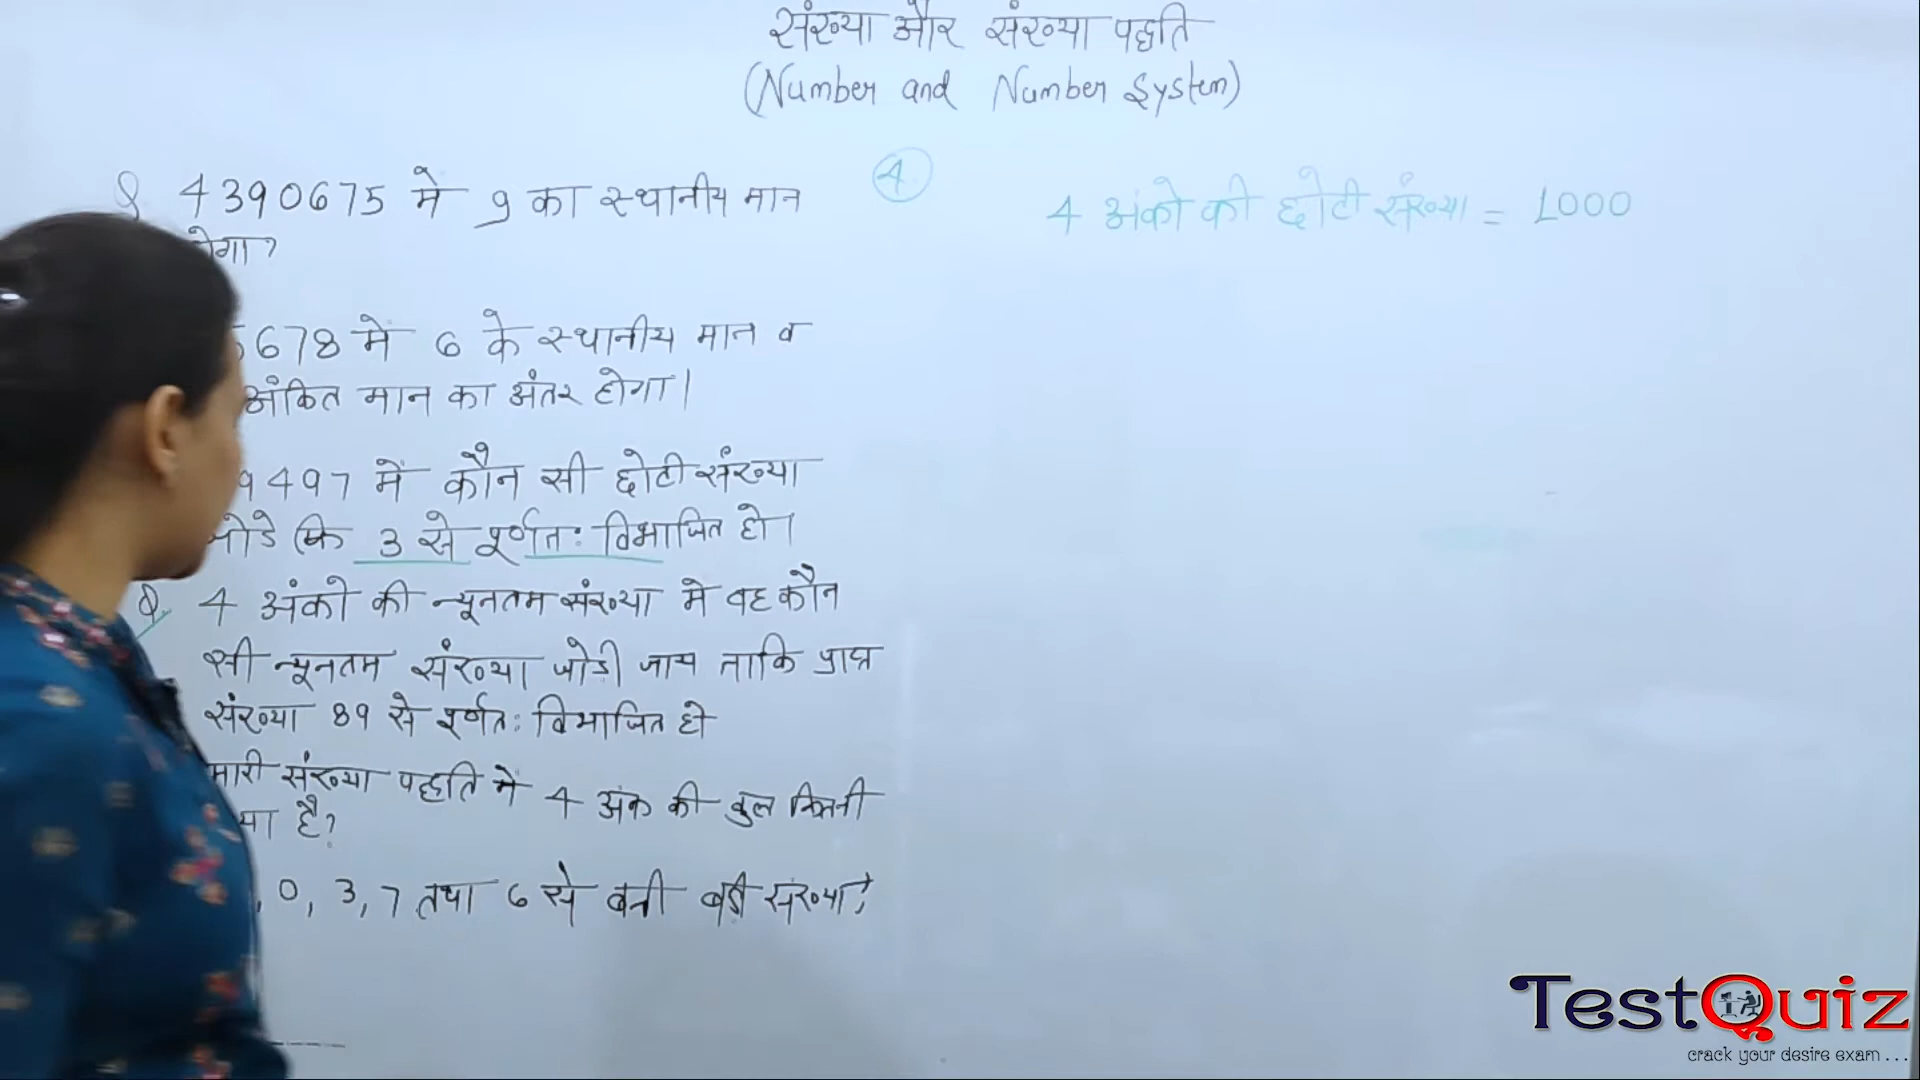 संख्या और संख्या पद्धति
(Number and Number System)
Q 4390675 मे 9 का स्थानीय मान
होगा?
678 मे 6 के स्थानीय मान व
अंकित मान का अंतर होगा।
9497 में कौन सी छोटी संख्या
जोडे कि 3 से पूर्णतः विभाजित हो।
Q 4 अंको की न्यूनतम संख्या मे वह कौन
सी न्यूनतम संख्या जोडी जाय ताकि प्राप्त
संख्या 89 से पूर्णतः विभाजित हो
मारी संख्या पद्धति मे 4 अंक की कुल कितनी
है?
, 0, 3, 7 तथा 6 से बनी बडी संख्या?
4
4 अंको की छोटी संख्या = 1000
TestQuiz
crack your desire exam ...